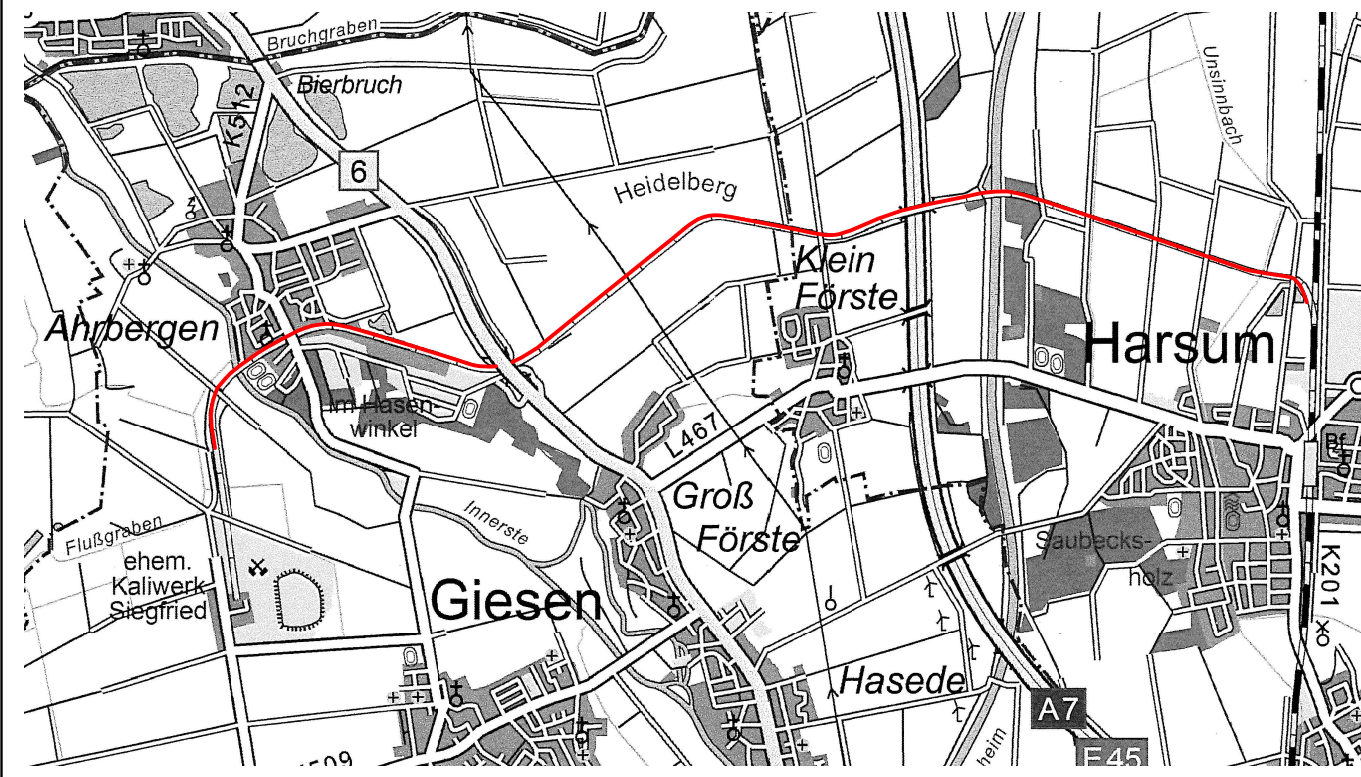 Bruchgraben
Bierbruch
K512
6
Heidelberg
Unsinnbach
Klein
Förste
Ahrbergen
Harsum
Im Hasen-
winkel
L467
Groß
Förste
Innerste
Flußgraben
ehem.
Kaliwerk
Siegfried
Giesen
Bf
Saubecks-
holz
K201
Hasede
A7
E45
heim